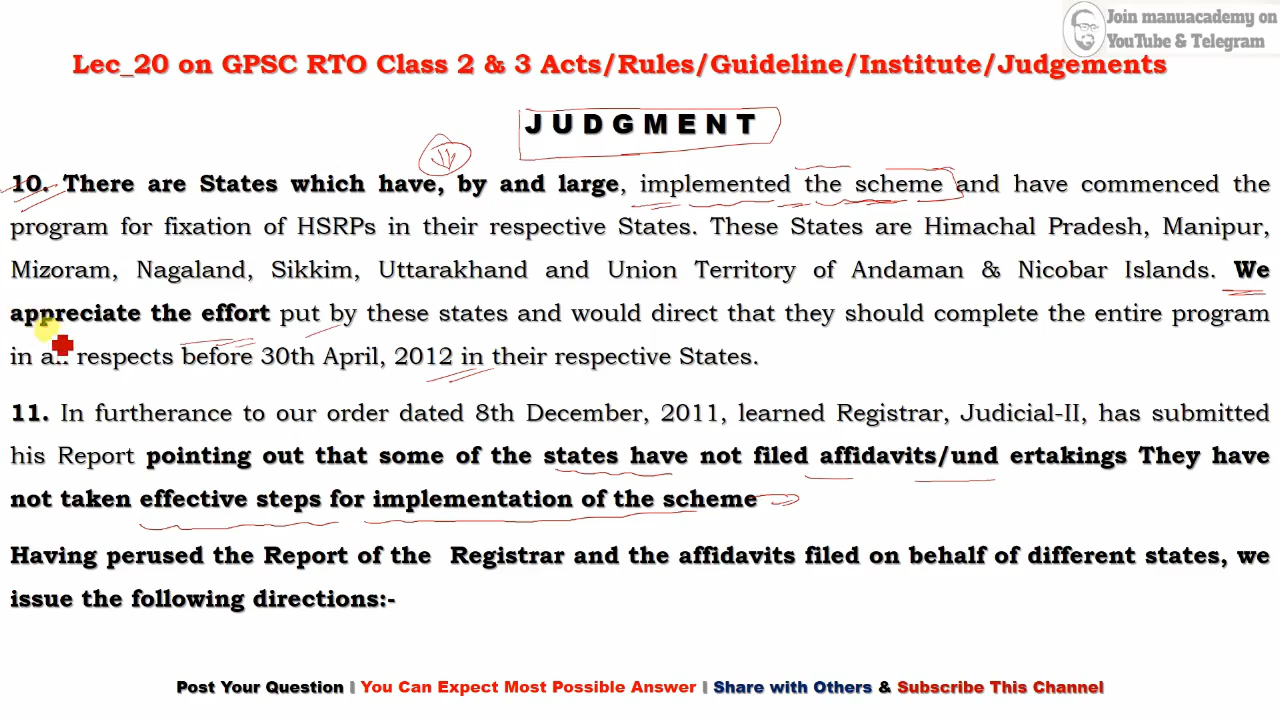 Join manuacademy on
YouTube & Telegram
Lec_20 on GPSC RTO Class 2 & 3 Acts/Rules/Guideline/Institute/Judgements
JUDGMENT
10. There are States which have, by and large, implemented the scheme and have commenced the
program for fixation of HSRPs in their respective States. These States are Himachal Pradesh, Manipur,
Mizoram, Nagaland, Sikkim, Uttarakhand and Union Territory of Andaman & Nicobar Islands. We
appreciate the effort put by these states and would direct that they should complete the entire program
in all respects before 30th April, 2012 in their respective States.
11. In furtherance to our order dated 8th December, 2011, learned Registrar, Judicial-II, has submitted
his Report pointing out that some of the states have not filed affidavits/und ertakings They have
not taken effective steps for implementation of the scheme
Having perused the Report of the Registrar and the affidavits filed on behalf of different states, we
issue the following directions:-
Post Your Question | You Can Expect Most Possible Answer | Share with Others & Subscribe This Channel